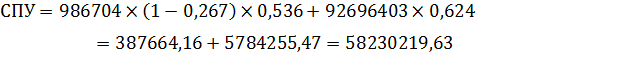 СПУ = 986704 × (1 − 0,267) × 0,536 + 92696403 × 0,624
= 387664,16 + 5784255,47 = 58230219,63